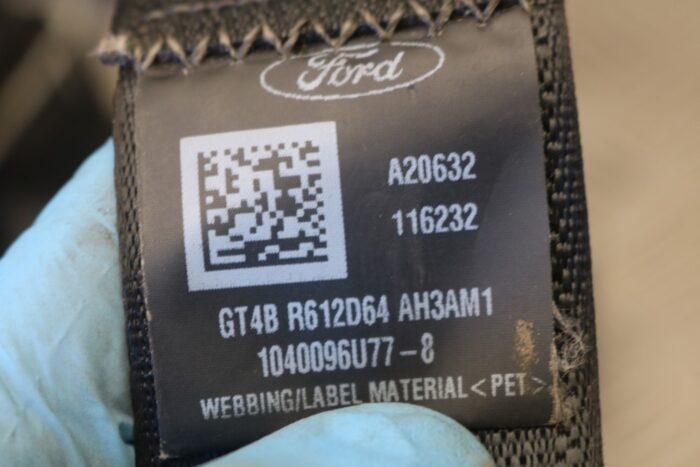 Ford
A20632
116232
GT4B R612D64 AH3AM1
1040096U77-8
WEBBING/LABEL MATERIAL <PET>